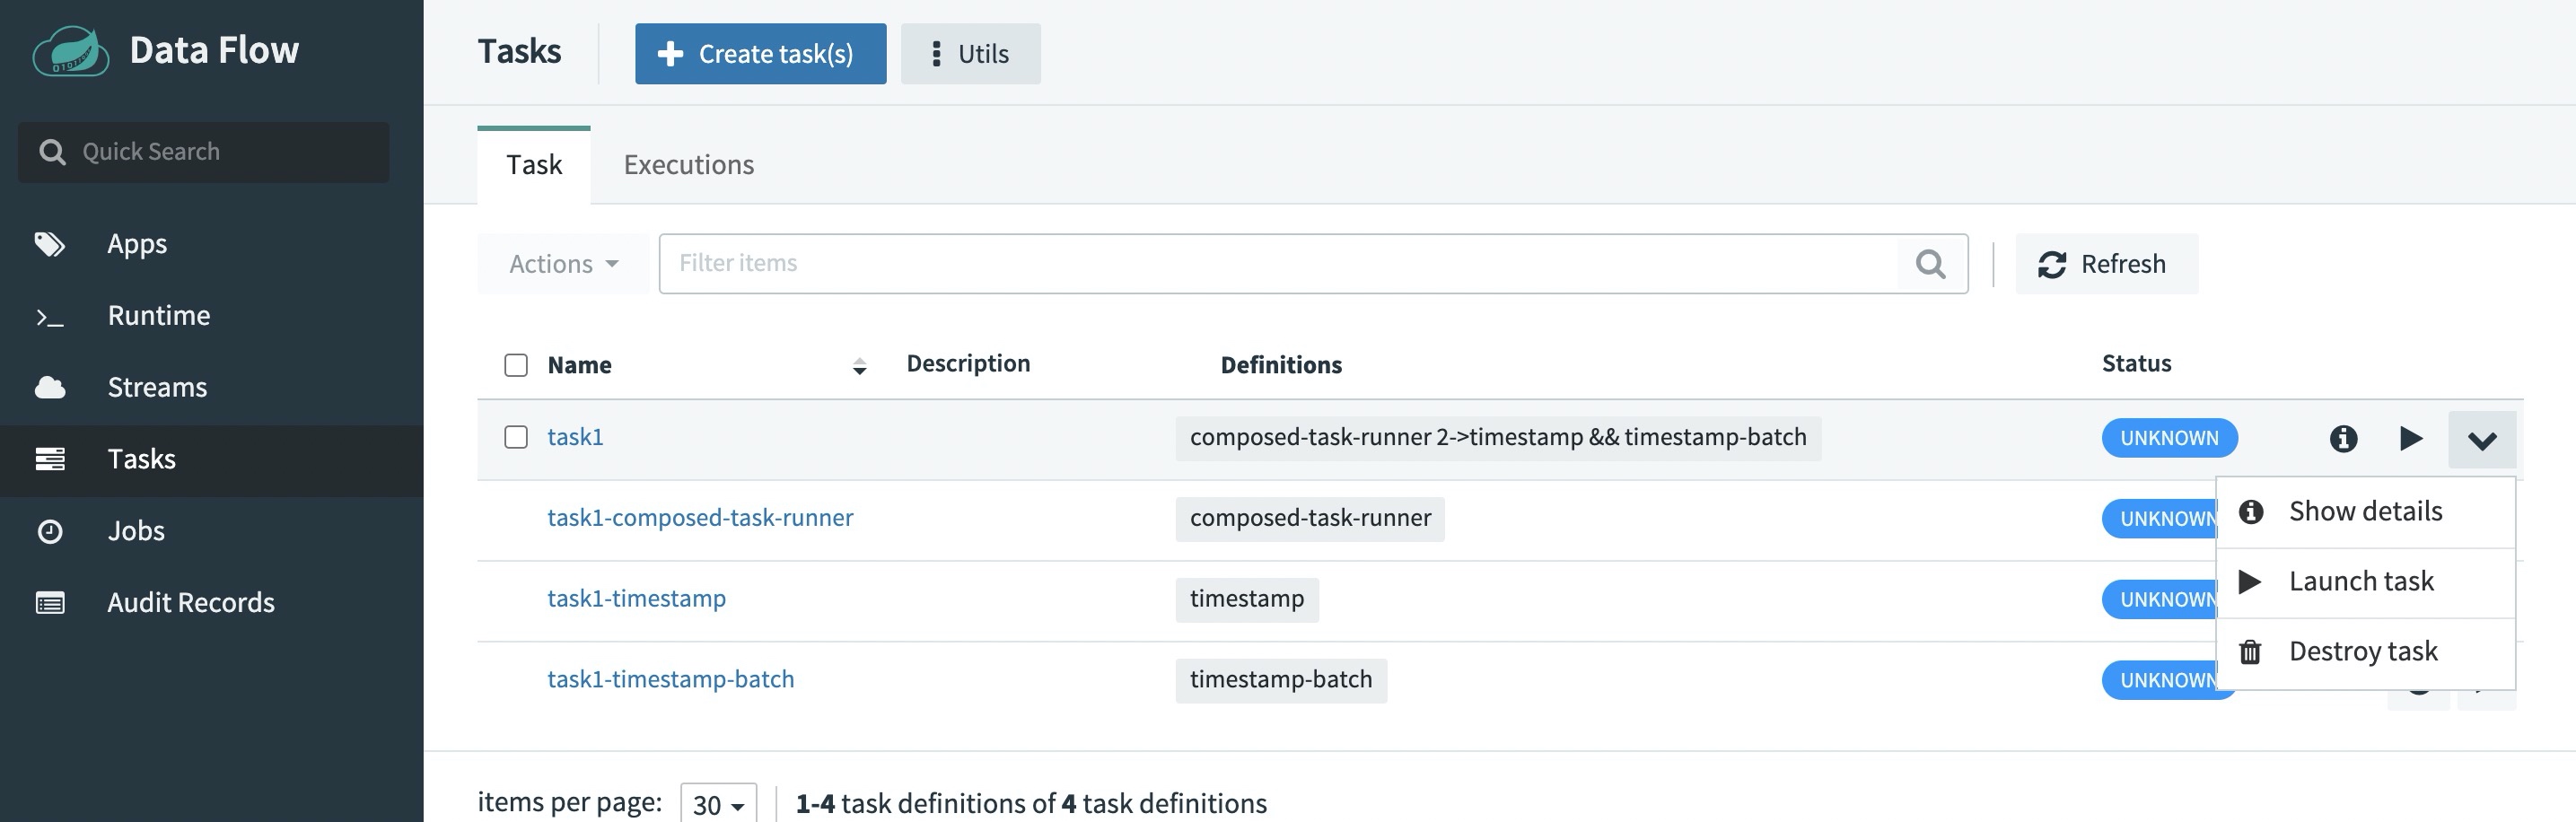 Data Flow
Quick Search
Apps
Runtime
Streams
Tasks
Jobs
Audit Records
Tasks
Create task(s)
Utils
Task Executions
Actions
Filter items
Refresh
Name Description Definitions Status
task1 composed-task-runner 2->timestamp && timestamp-batch UNKNOWN
task1-composed-task-runner composed-task-runner UNKNOWN
task1-timestamp timestamp UNKNOWN
task1-timestamp-batch timestamp-batch UNKNOWN
Show details
Launch task
Destroy task
items per page: 30 1-4 task definitions of 4 task definitions